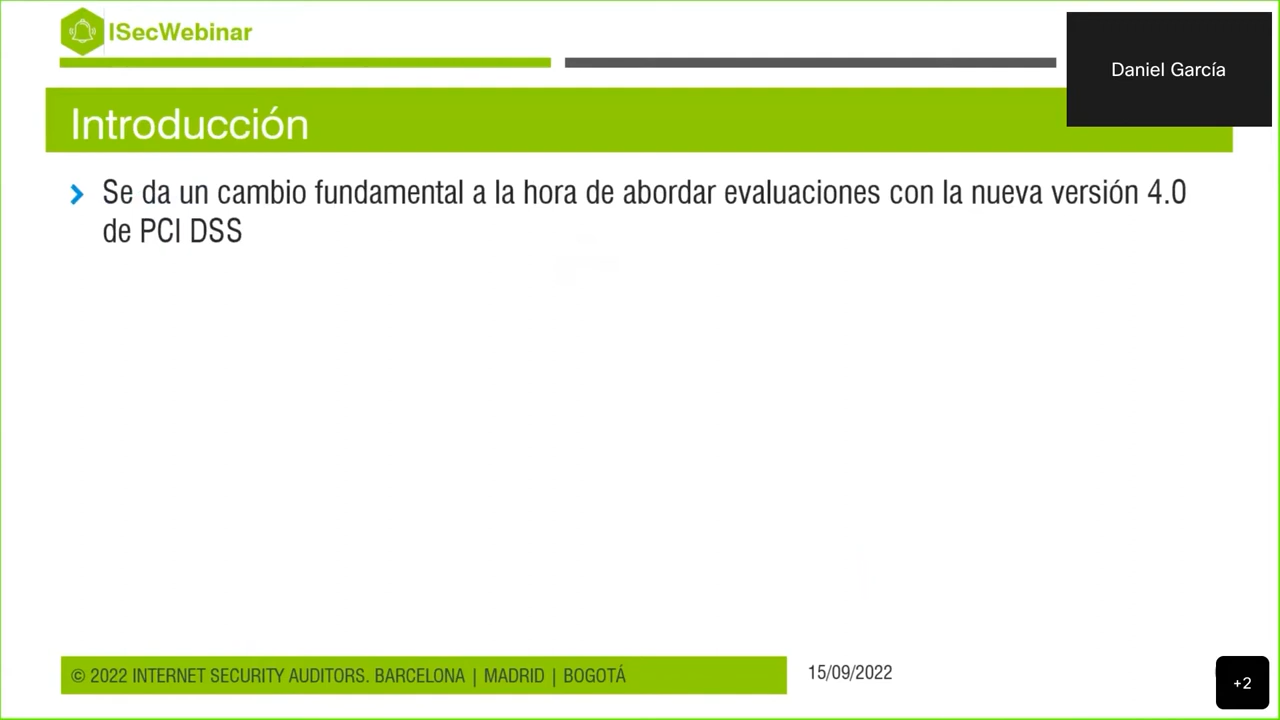 ISecWebinar
Daniel García
Introducción
Se da un cambio fundamental a la hora de abordar evaluaciones con la nueva versión 4.0
de PCI DSS
© 2022 INTERNET SECURITY AUDITORS. BARCELONA | MADRID | BOGOTÁ
15/09/2022
+2